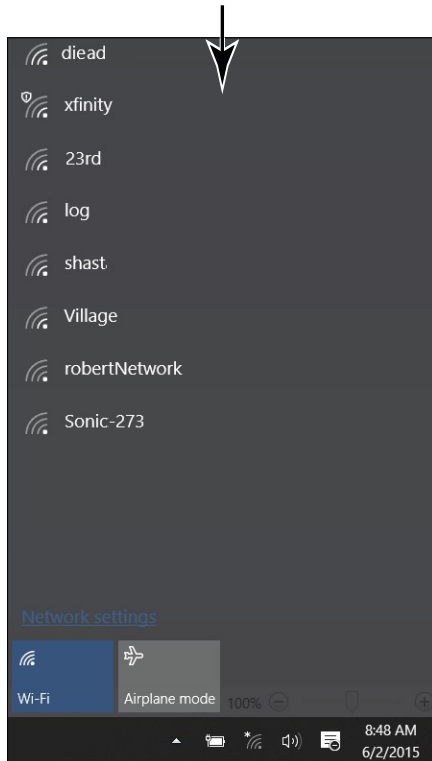 diead
xfinity
23rd
log
shast
Village
robertNetwork
Sonic-273
Network settings
Wi-Fi
Airplane mode
100%
8:48 AM
6/2/2015